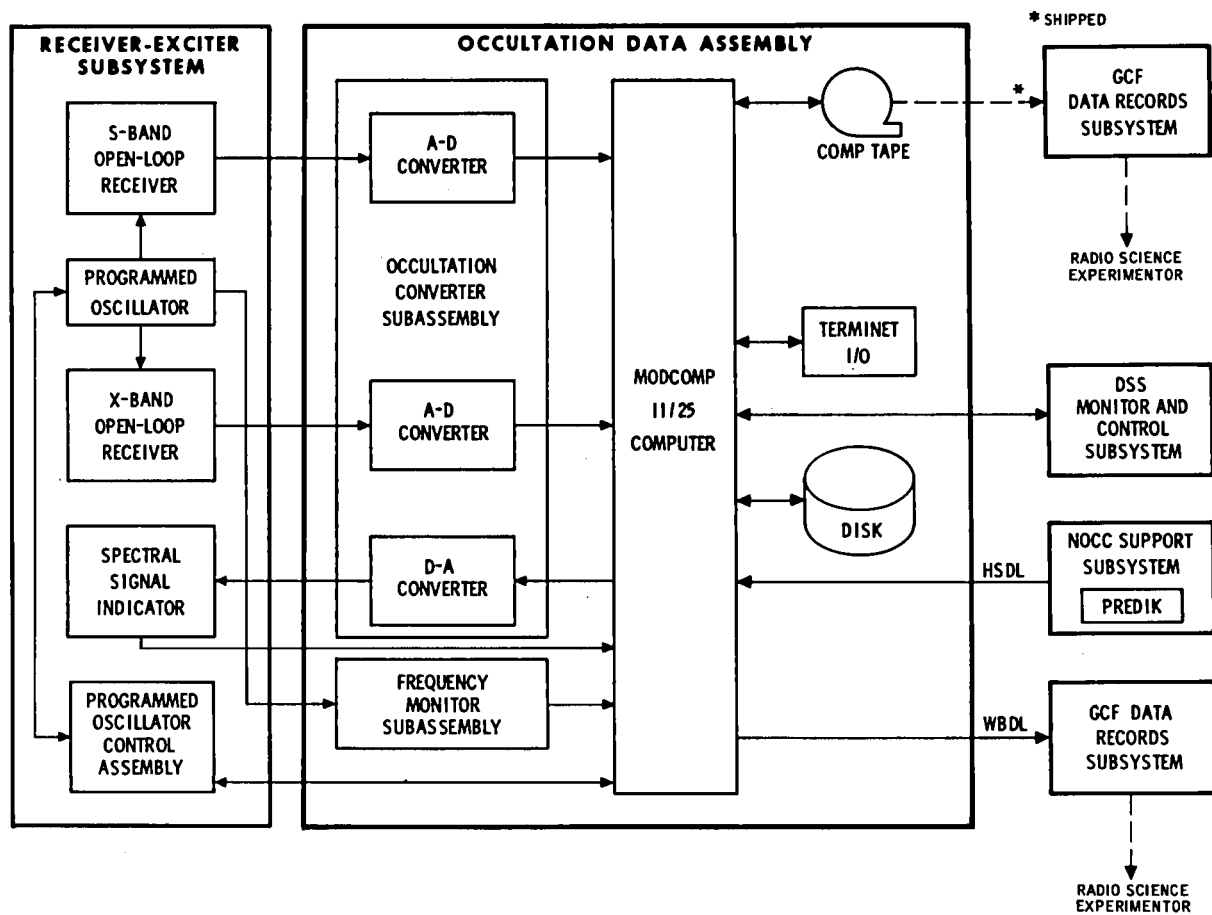 * SHIPPED
RECEIVER-EXCITER
SUBSYSTEM
OCCULTATION DATA ASSEMBLY
S-BAND
OPEN-LOOP
RECEIVER
PROGRAMMED
OSCILLATOR
X-BAND
OPEN-LOOP
RECEIVER
SPECTRAL
SIGNAL
INDICATOR
PROGRAMMED
OSCILLATOR
CONTROL
ASSEMBLY
A-D
CONVERTER
OCCULTATION
CONVERTER
SUBASSEMBLY
A-D
CONVERTER
D-A
CONVERTER
FREQUENCY
MONITOR
SUBASSEMBLY
MODCOMP
II/25
COMPUTER
COMP TAPE
*
TERMINET
I/O
DISK
HSDL
WBDL
GCF
DATA RECORDS
SUBSYSTEM
RADIO SCIENCE
EXPERIMENTOR
DSS
MONITOR AND
CONTROL
SUBSYSTEM
NOCC SUPPORT
SUBSYSTEM
PREDIK
GCF DATA
RECORDS
SUBSYSTEM
RADIO SCIENCE
EXPERIMENTOR